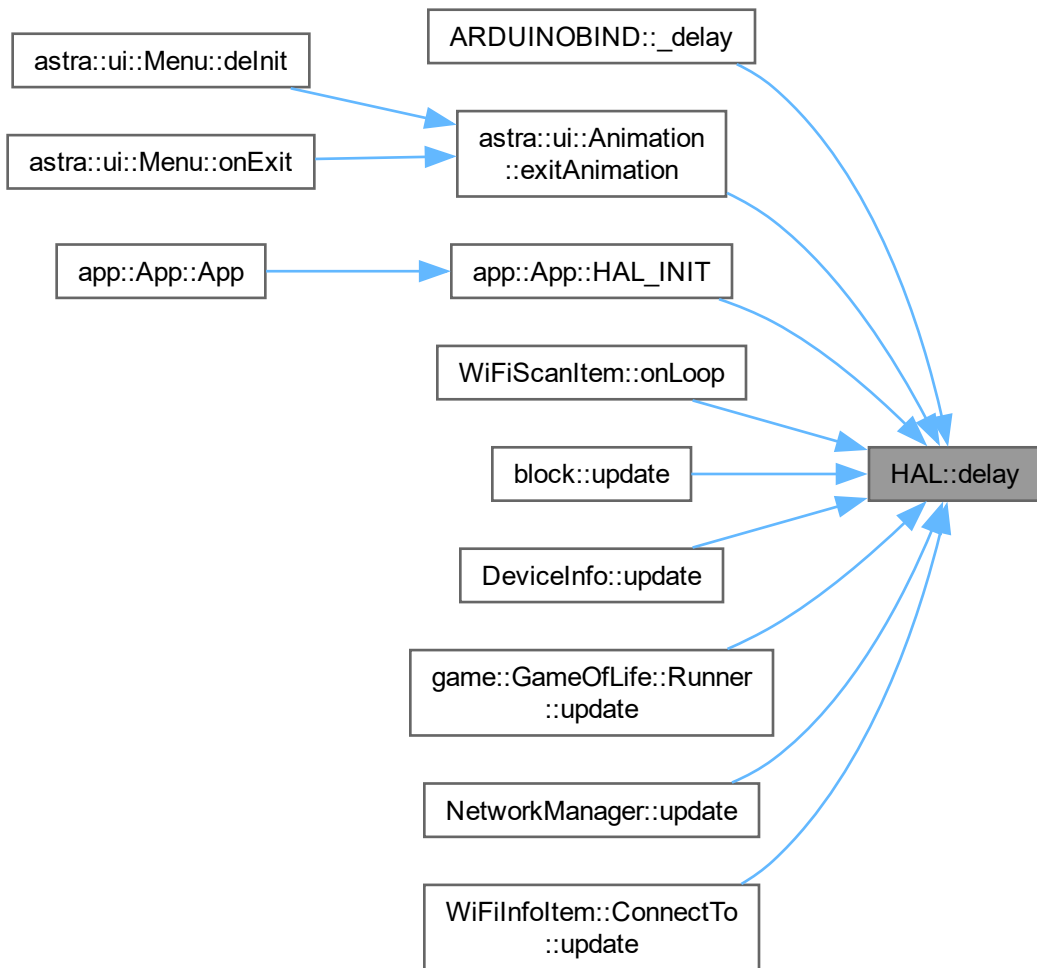 ARDUINOBIND::_delay
astra::ui::Menu::deInit
astra::ui::Animation
::exitAnimation
astra::ui::Menu::onExit
app::App::App
app::App::HAL_INIT
WiFiScanItem::onLoop
HAL::delay
block::update
DeviceInfo::update
game::GameOfLife::Runner
::update
NetworkManager::update
WiFiInfoItem::ConnectTo
::update